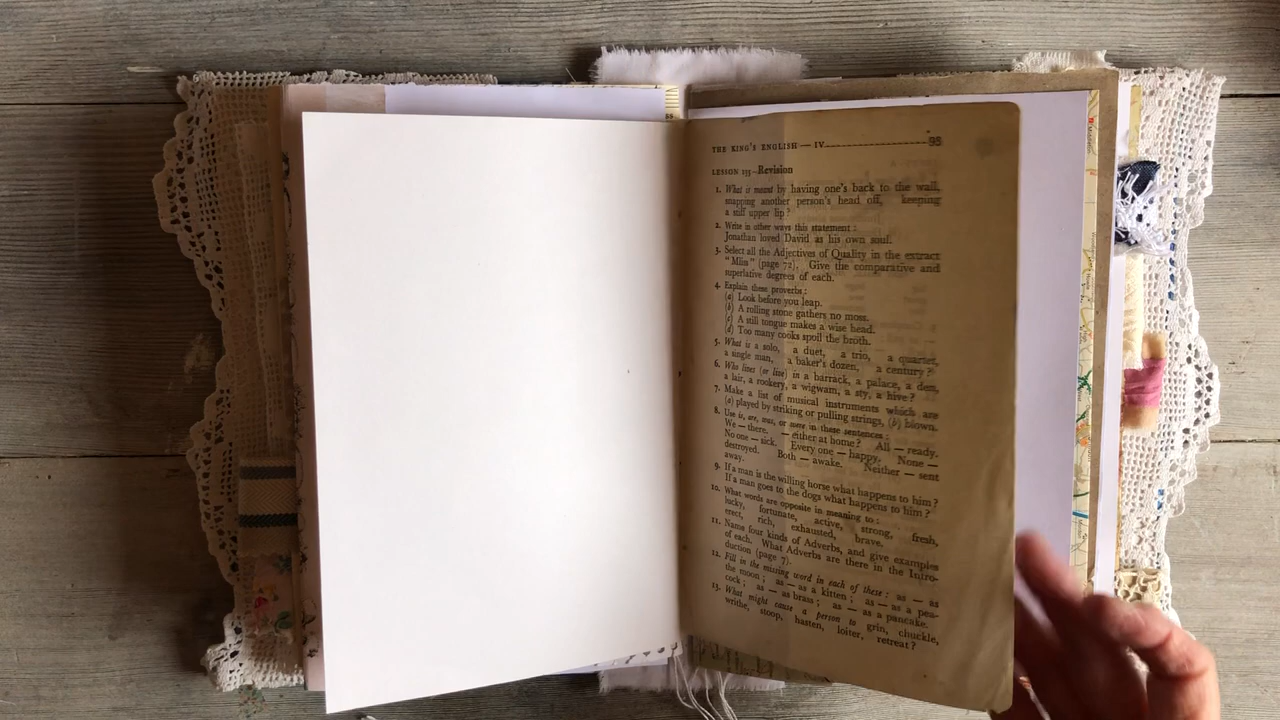 THE KING'S ENGLISH — IV 93
LESSON 135—Revision
1. What is meant by having one's back to the wall,
snapping another person's head off, keeping
a stiff upper lip?
2. Write in other ways this statement:
Jonathan loved David as his own soul.
3. Select all the Adjectives of Quality in the extract
"Miin" (page 72). Give the comparative and
superlative degrees of each.
4. Explain these proverbs:
(a) Look before you leap.
(b) A rolling stone gathers no moss.
(c) A still tongue makes a wise head.
(d) Too many cooks spoil the broth.
5. What is a solo, a duet, a trio, a quartet,
a single man, a baker's dozen, a century?
6. Who lives (or live) in a barrack, a palace, a den,
a lair, a rookery, a wigwam, a sty, a hive?
7. Make a list of musical instruments which are
(a) played by striking or pulling strings, (b) blown.
8. Use is, are, was, or were in these sentences:
We — there. — either at home? All — ready.
No one — sick. Every one — happy. None —
destroyed. Both — awake. Neither — sent
away.
9. If a man is the willing horse what happens to him?
If a man goes to the dogs what happens to him?
10. What words are opposite in meaning to:
lucky, fortunate, active, strong, fresh,
erect, rich, exhausted, brave.
11. Name four kinds of Adverbs, and give examples
of each. What Adverbs are there in the Intro-
duction (page 7).
12. Fill in the missing word in each of these: as — as
the moon; as — as a kitten; as — as a pea-
cock; as — as brass; as — as a pancake.
13. What might cause a person to grin, chuckle,
writhe, stoop, hasten, loiter, retreat?